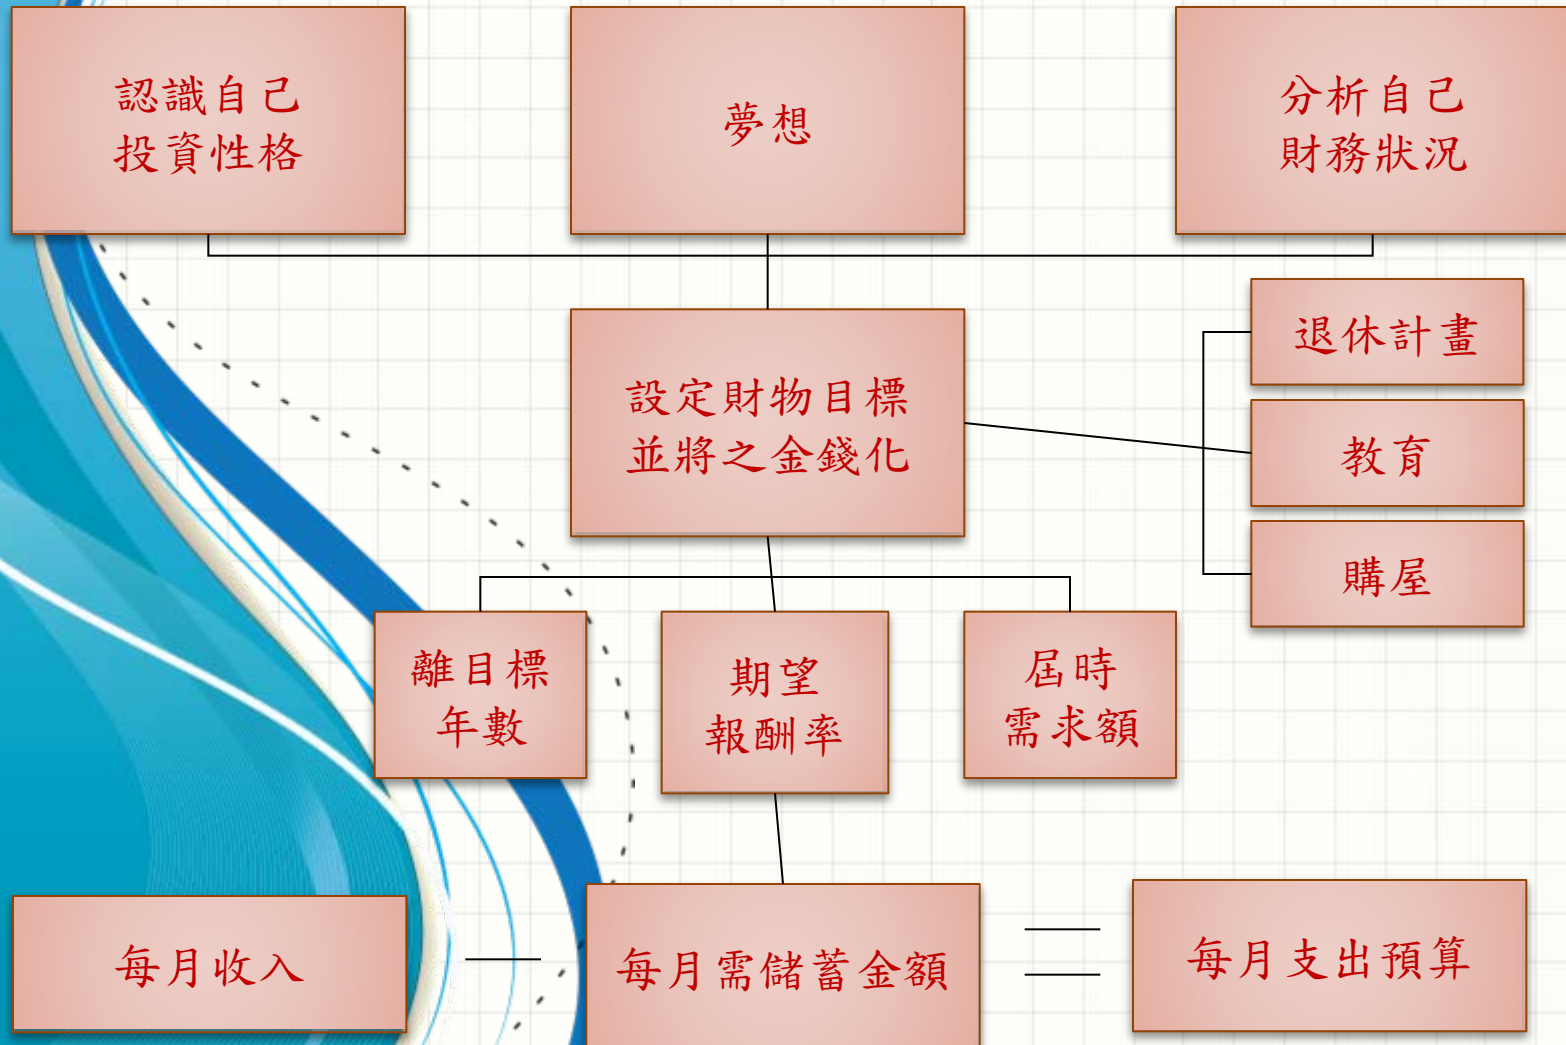 認識自己
投資性格
夢想
分析自己
財務狀況
設定財物目標
並將之金錢化
退休計畫
教育
購屋
離目標
年數
期望
報酬率
屆時
需求額
每月收入
—
每月需儲蓄金額
=
每月支出預算